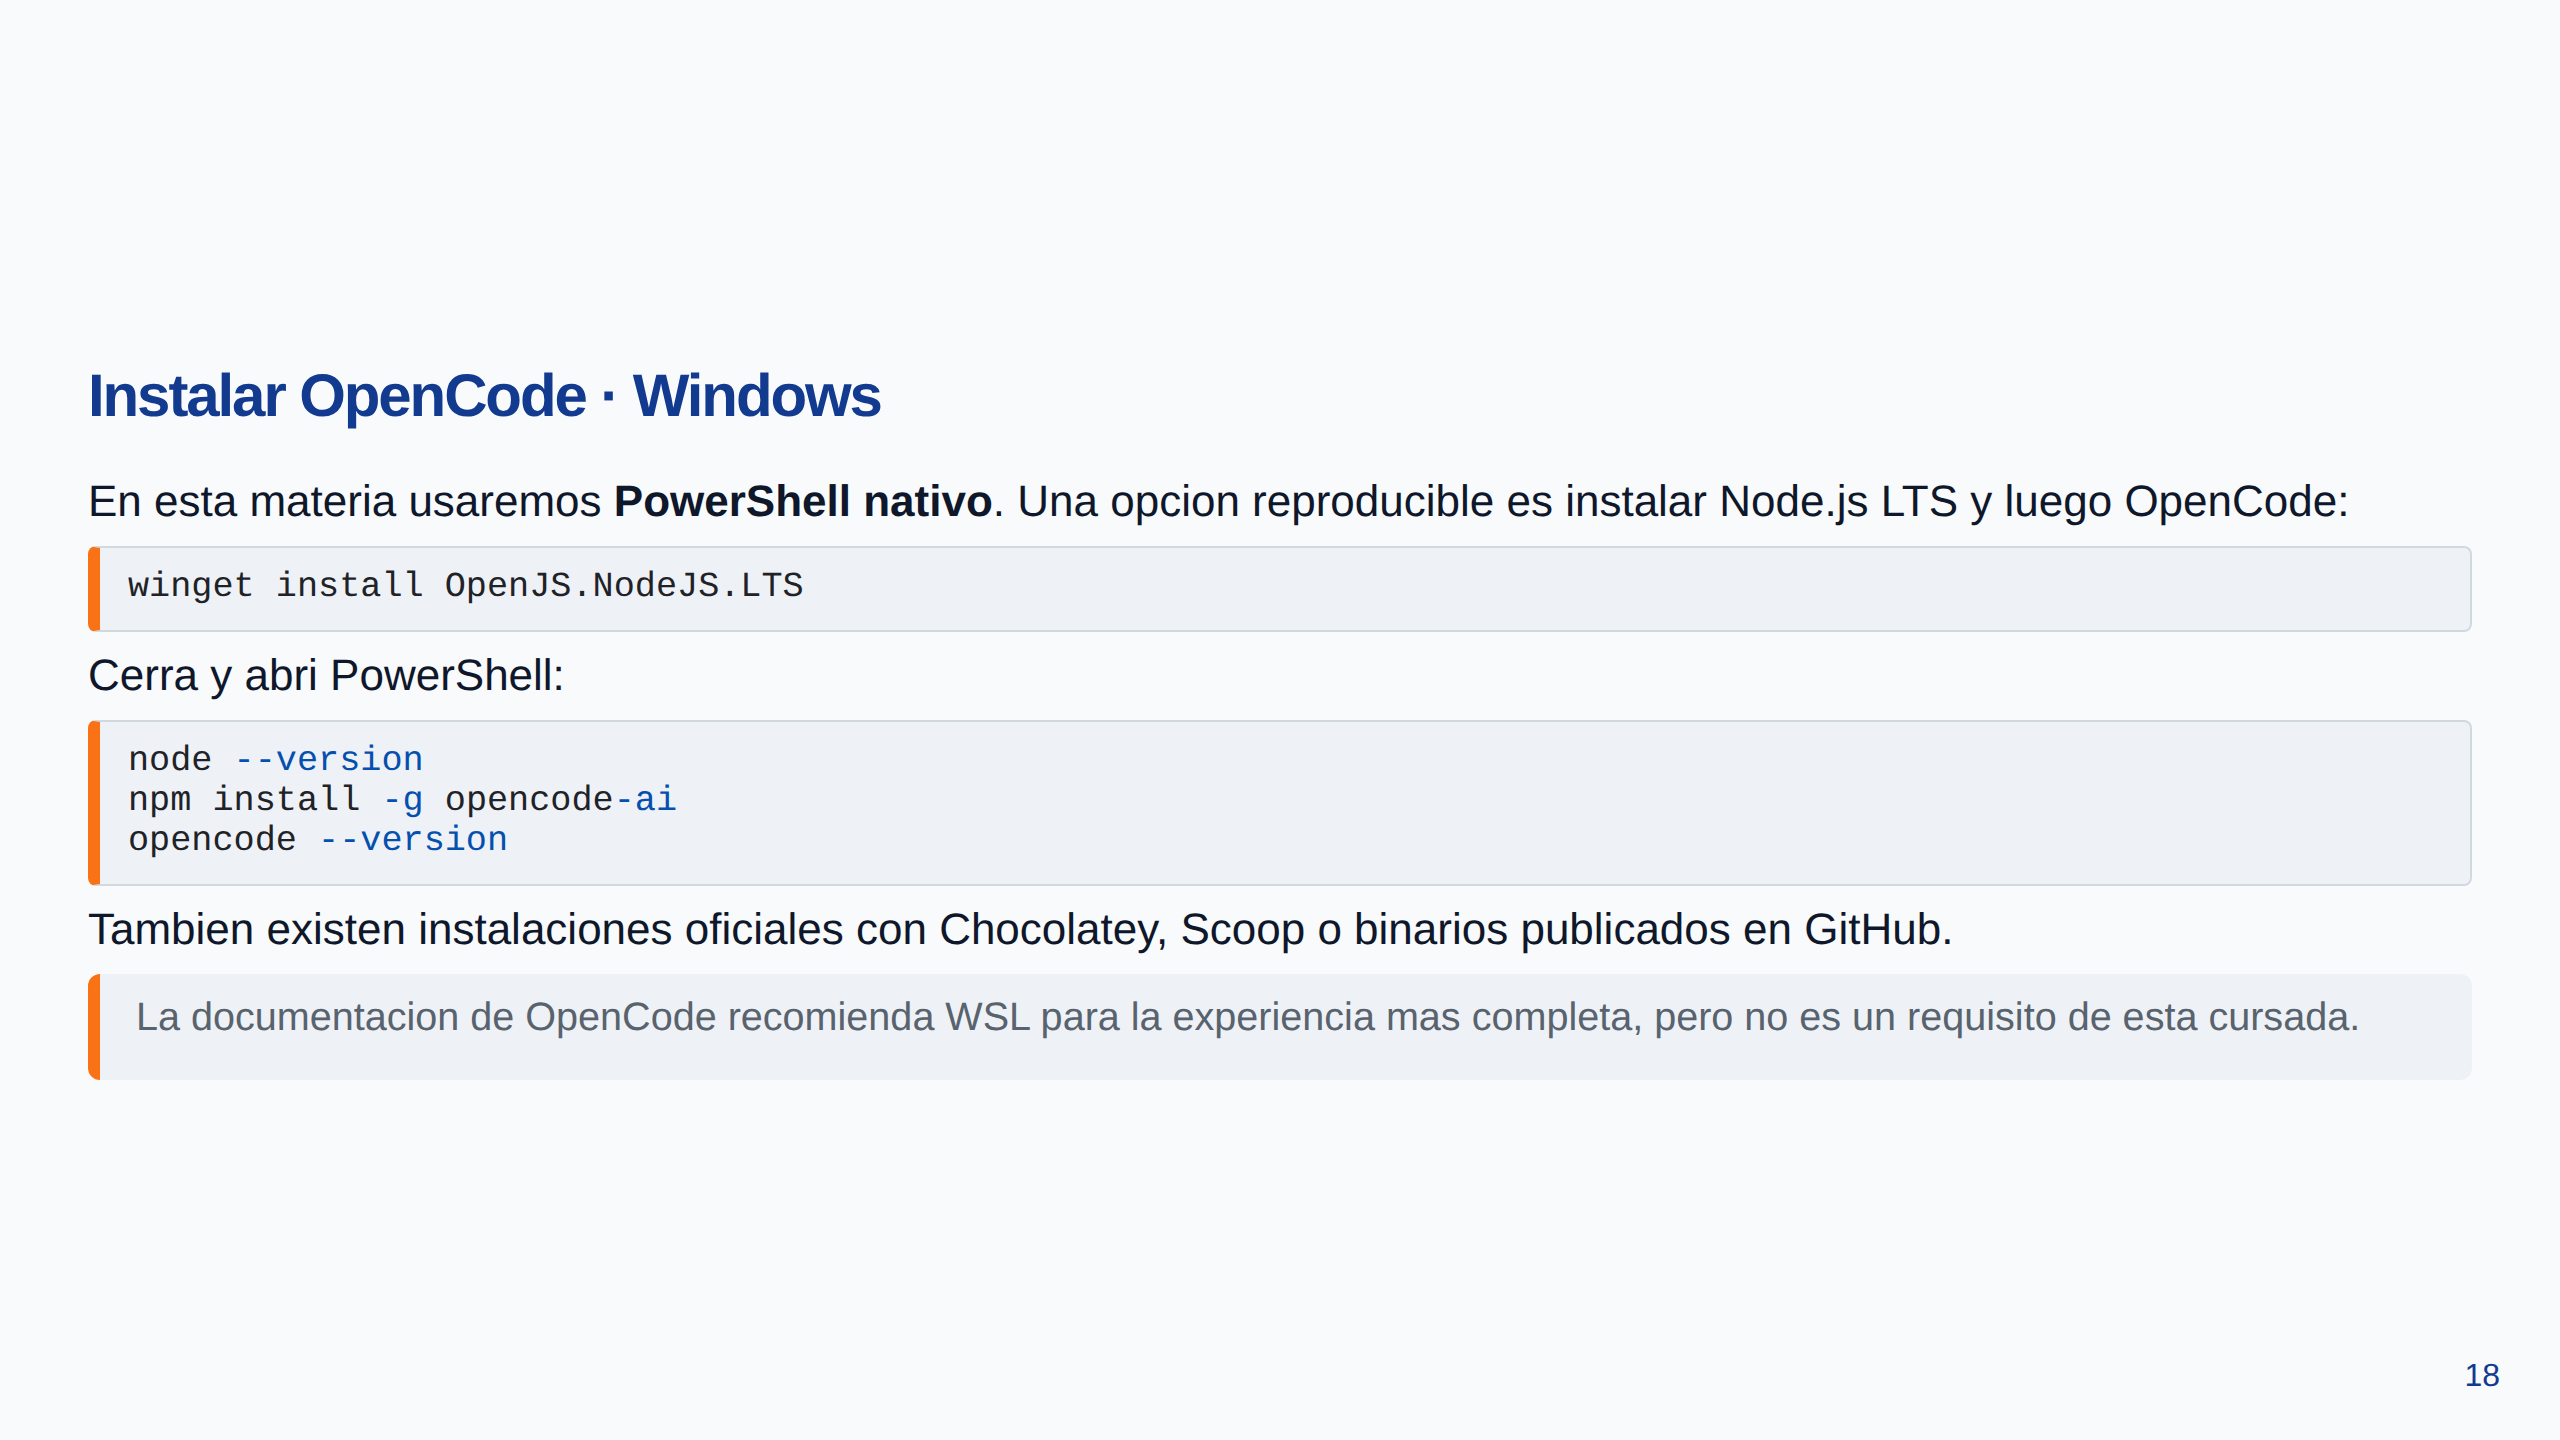 Instalar OpenCode · Windows
En esta materia usaremos PowerShell nativo. Una opcion reproducible es instalar Node.js LTS y luego OpenCode:
winget install OpenJS.NodeJS.LTS
Cerra y abri PowerShell:
node --version
npm install -g opencode-ai
opencode --version
Tambien existen instalaciones oficiales con Chocolatey, Scoop o binarios publicados en GitHub.
La documentacion de OpenCode recomienda WSL para la experiencia mas completa, pero no es un requisito de esta cursada.
18